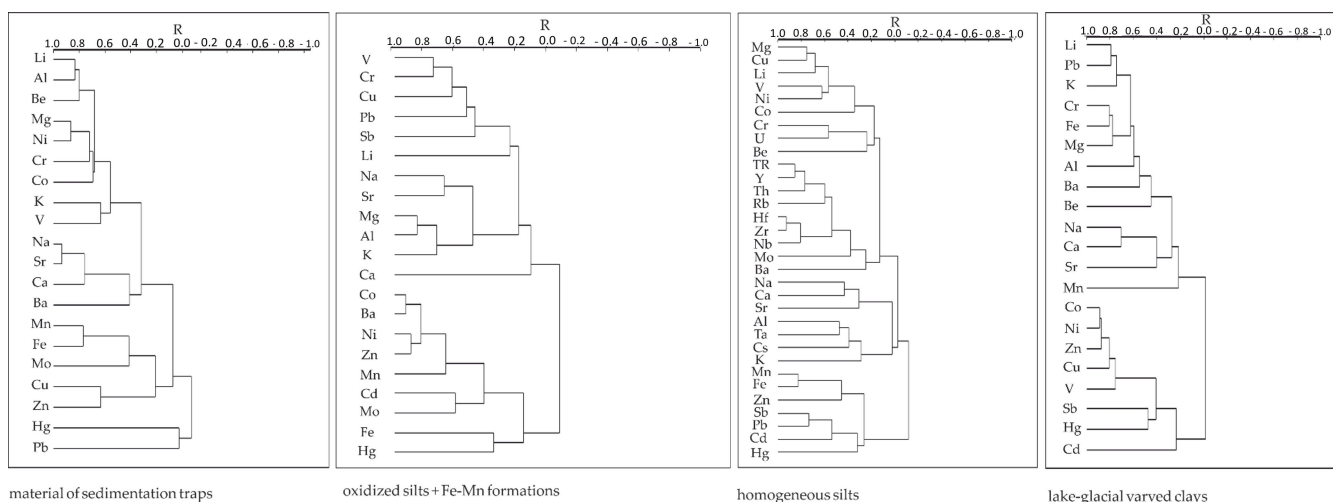 R
1.0 0.8 0.6 0.4 0,2 0.0 - 0.2 0.4 0.6 0.8 - 1.0
Li
Al
Be
Mg
Ni
Cr
Co
K
V
Na
Sr
Ca
Ba
Mn
Fe
Mo
Cu
Zn
Hg
Pb
material of sedimentation traps
R
1.0 0.8 0.6 0.4 0,2 0.0 - 0.2 0.4 0.6 0.8 - 1.0
V
Cr
Cu
Pb
Sb
Li
Na
Sr
Mg
Al
K
Ca
Co
Ba
Ni
Zn
Mn
Cd
Mo
Fe
Hg
oxidized silts + Fe-Mn formations
R
1.0 0.8 0.6 0.4 0,2 0.0 - 0.2 0.4 0.6 0.8 - 1.0
Mg
Cu
Li
V
Ni
Co
Cr
U
Be
TR
Y
Th
Rb
Hf
Zr
Nb
Mo
Ba
Na
Ca
Sr
Al
Ta
Cs
K
Mn
Fe
Zn
Sb
Pb
Cd
Hg
homogeneous silts
R
1.0 0.8 0.6 0.4 0,2 0.0 - 0.2 0.4 0.6 0.8 - 1.0
Li
Pb
K
Cr
Fe
Mg
Al
Ba
Be
Na
Ca
Sr
Mn
Co
Ni
Zn
Cu
V
Sb
Hg
Cd
lake-glacial varved clays